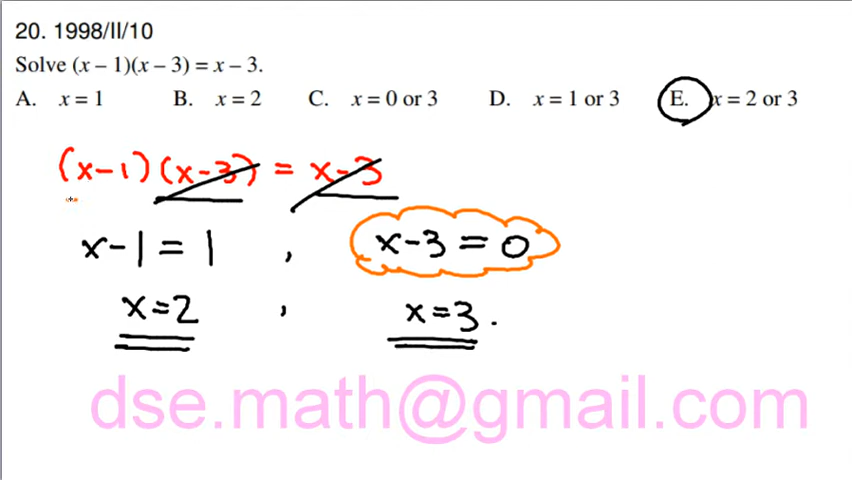 20. 1998/II/10
Solve (x – 1)(x – 3) = x – 3.
A. x = 1 B. x = 2 C. x = 0 or 3 D. x = 1 or 3 E. x = 2 or 3
(x-1)(x-3) = x-3
x-1=1 , x-3=0
x=2 , x=3.
dse.math@gmail.com